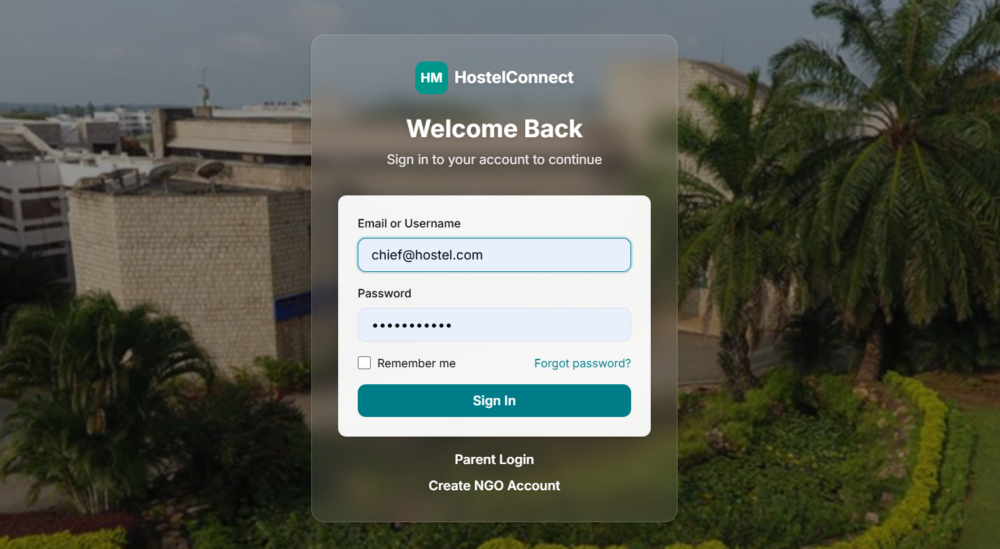 HM HostelConnect
Welcome Back
Sign in to your account to continue
Email or Username
chief@hostel.com
Password
•••••••••••
Remember me Forgot password?
Sign In
Parent Login
Create NGO Account